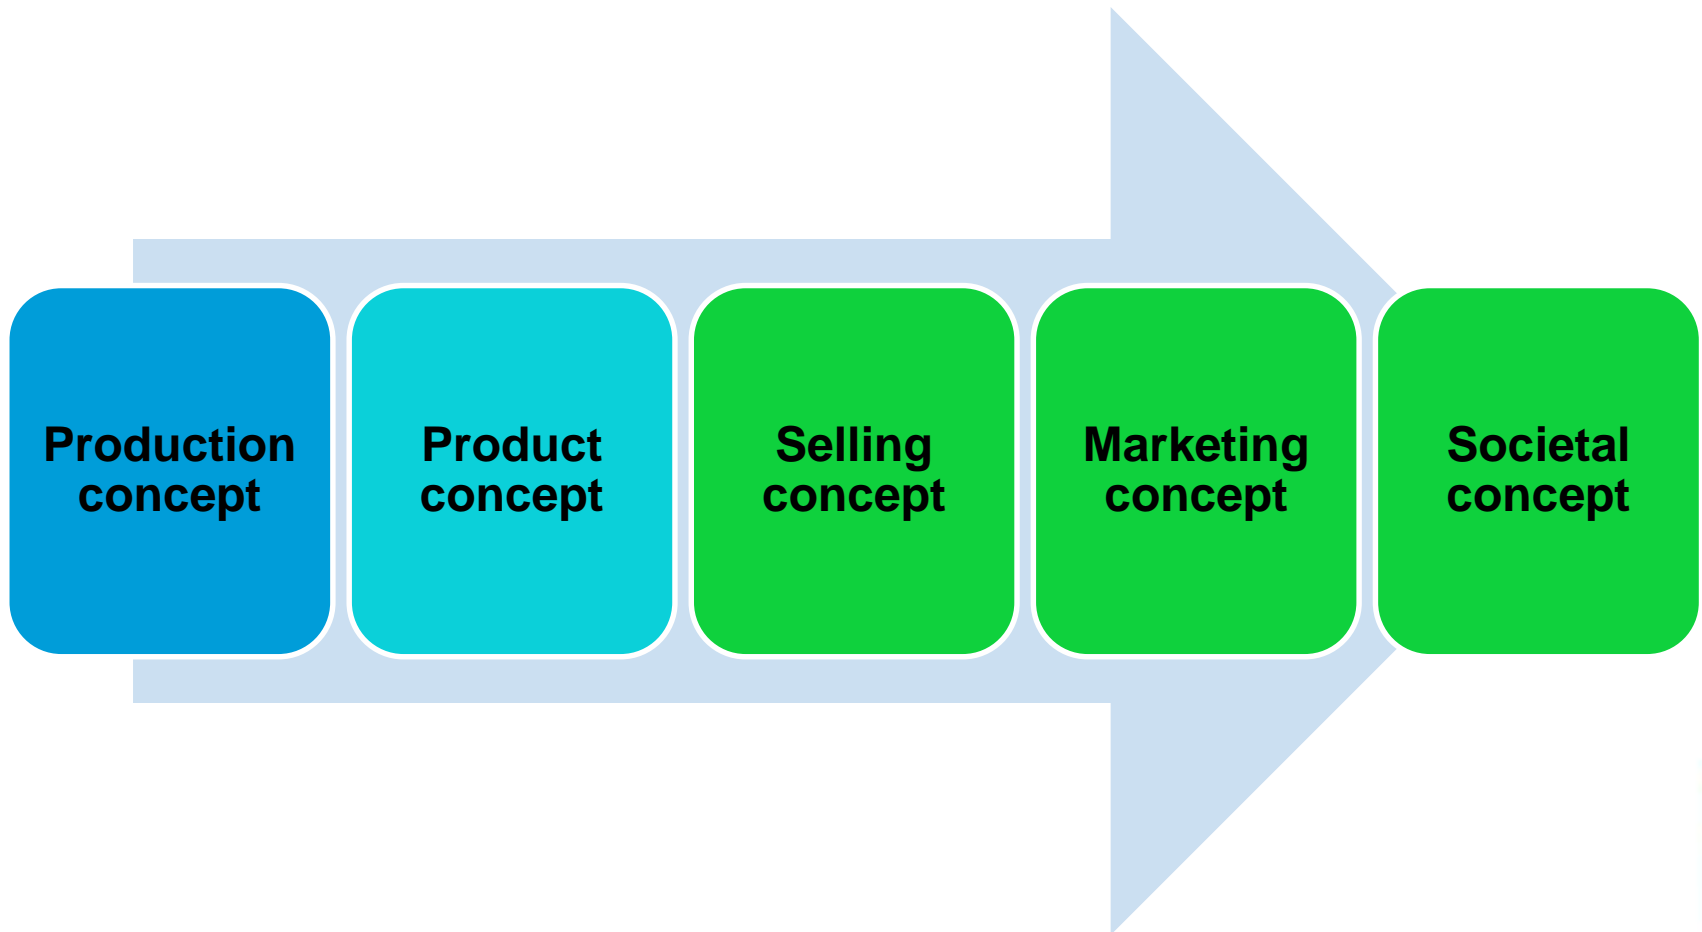 Production
concept
Product
concept
Selling
concept
Marketing
concept
Societal
concept